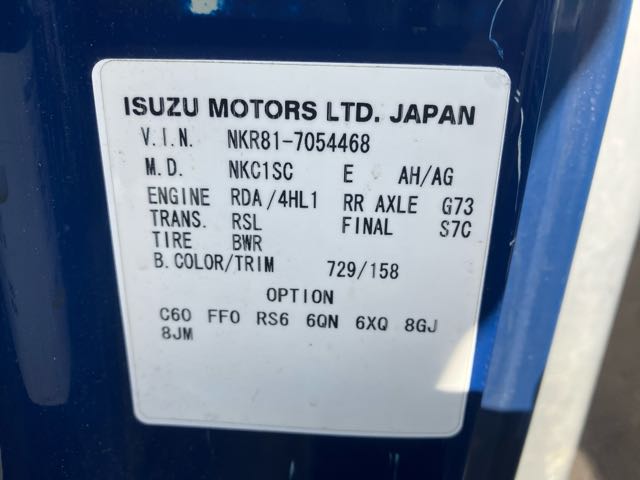 ISUZU MOTORS LTD. JAPAN
V.I.N. NKR81-7054468
M.D. NKC1SC E AH/AG
ENGINE RDA/4HL1 RR AXLE G73
TRANS. RSL FINAL S7C
TIRE BWR
B.COLOR/TRIM 729/158
OPTION
C60 FF0 RS6 6QN 6XQ 8GJ
8JM